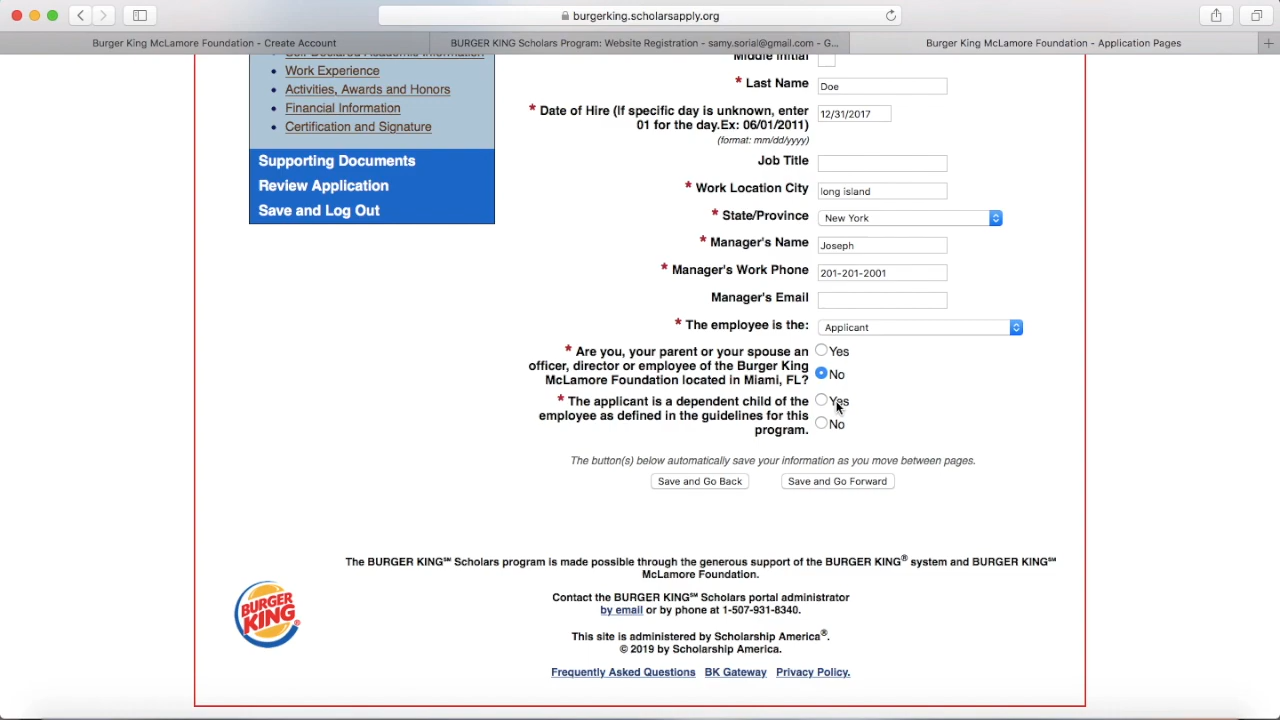 burgerking.scholarsapply.org
Burger King McLamore Foundation - Create Account
BURGER KING Scholars Program: Website Registration - samy.sorial@gmail.com - G...
Burger King McLamore Foundation - Application Pages
Self-Declared Academic Information
Work Experience
Activities, Awards and Honors
Financial Information
Certification and Signature
Supporting Documents
Review Application
Save and Log Out
Middle Initial
* Last Name
Doe
* Date of Hire (If specific day is unknown, enter
01 for the day.Ex: 06/01/2011)
(format: mm/dd/yyyy)
12/31/2017
Job Title
* Work Location City
long island
* State/Province
New York
* Manager's Name
Joseph
* Manager's Work Phone
201-201-2001
Manager's Email
* The employee is the:
Applicant
* Are you, your parent or your spouse an
officer, director or employee of the Burger King
McLamore Foundation located in Miami, FL?
Yes
No
* The applicant is a dependent child of the
employee as defined in the guidelines for this
program.
Yes
No
The button(s) below automatically save your information as you move between pages.
Save and Go Back
Save and Go Forward
The BURGER KING℠ Scholars program is made possible through the generous support of the BURGER KING® system and BURGER KING℠
McLamore Foundation.
Contact the BURGER KING℠ Scholars portal administrator
by email or by phone at 1-507-931-8340.
BURGER
KING
®
This site is administered by Scholarship America®.
© 2019 by Scholarship America.
Frequently Asked Questions BK Gateway Privacy Policy.